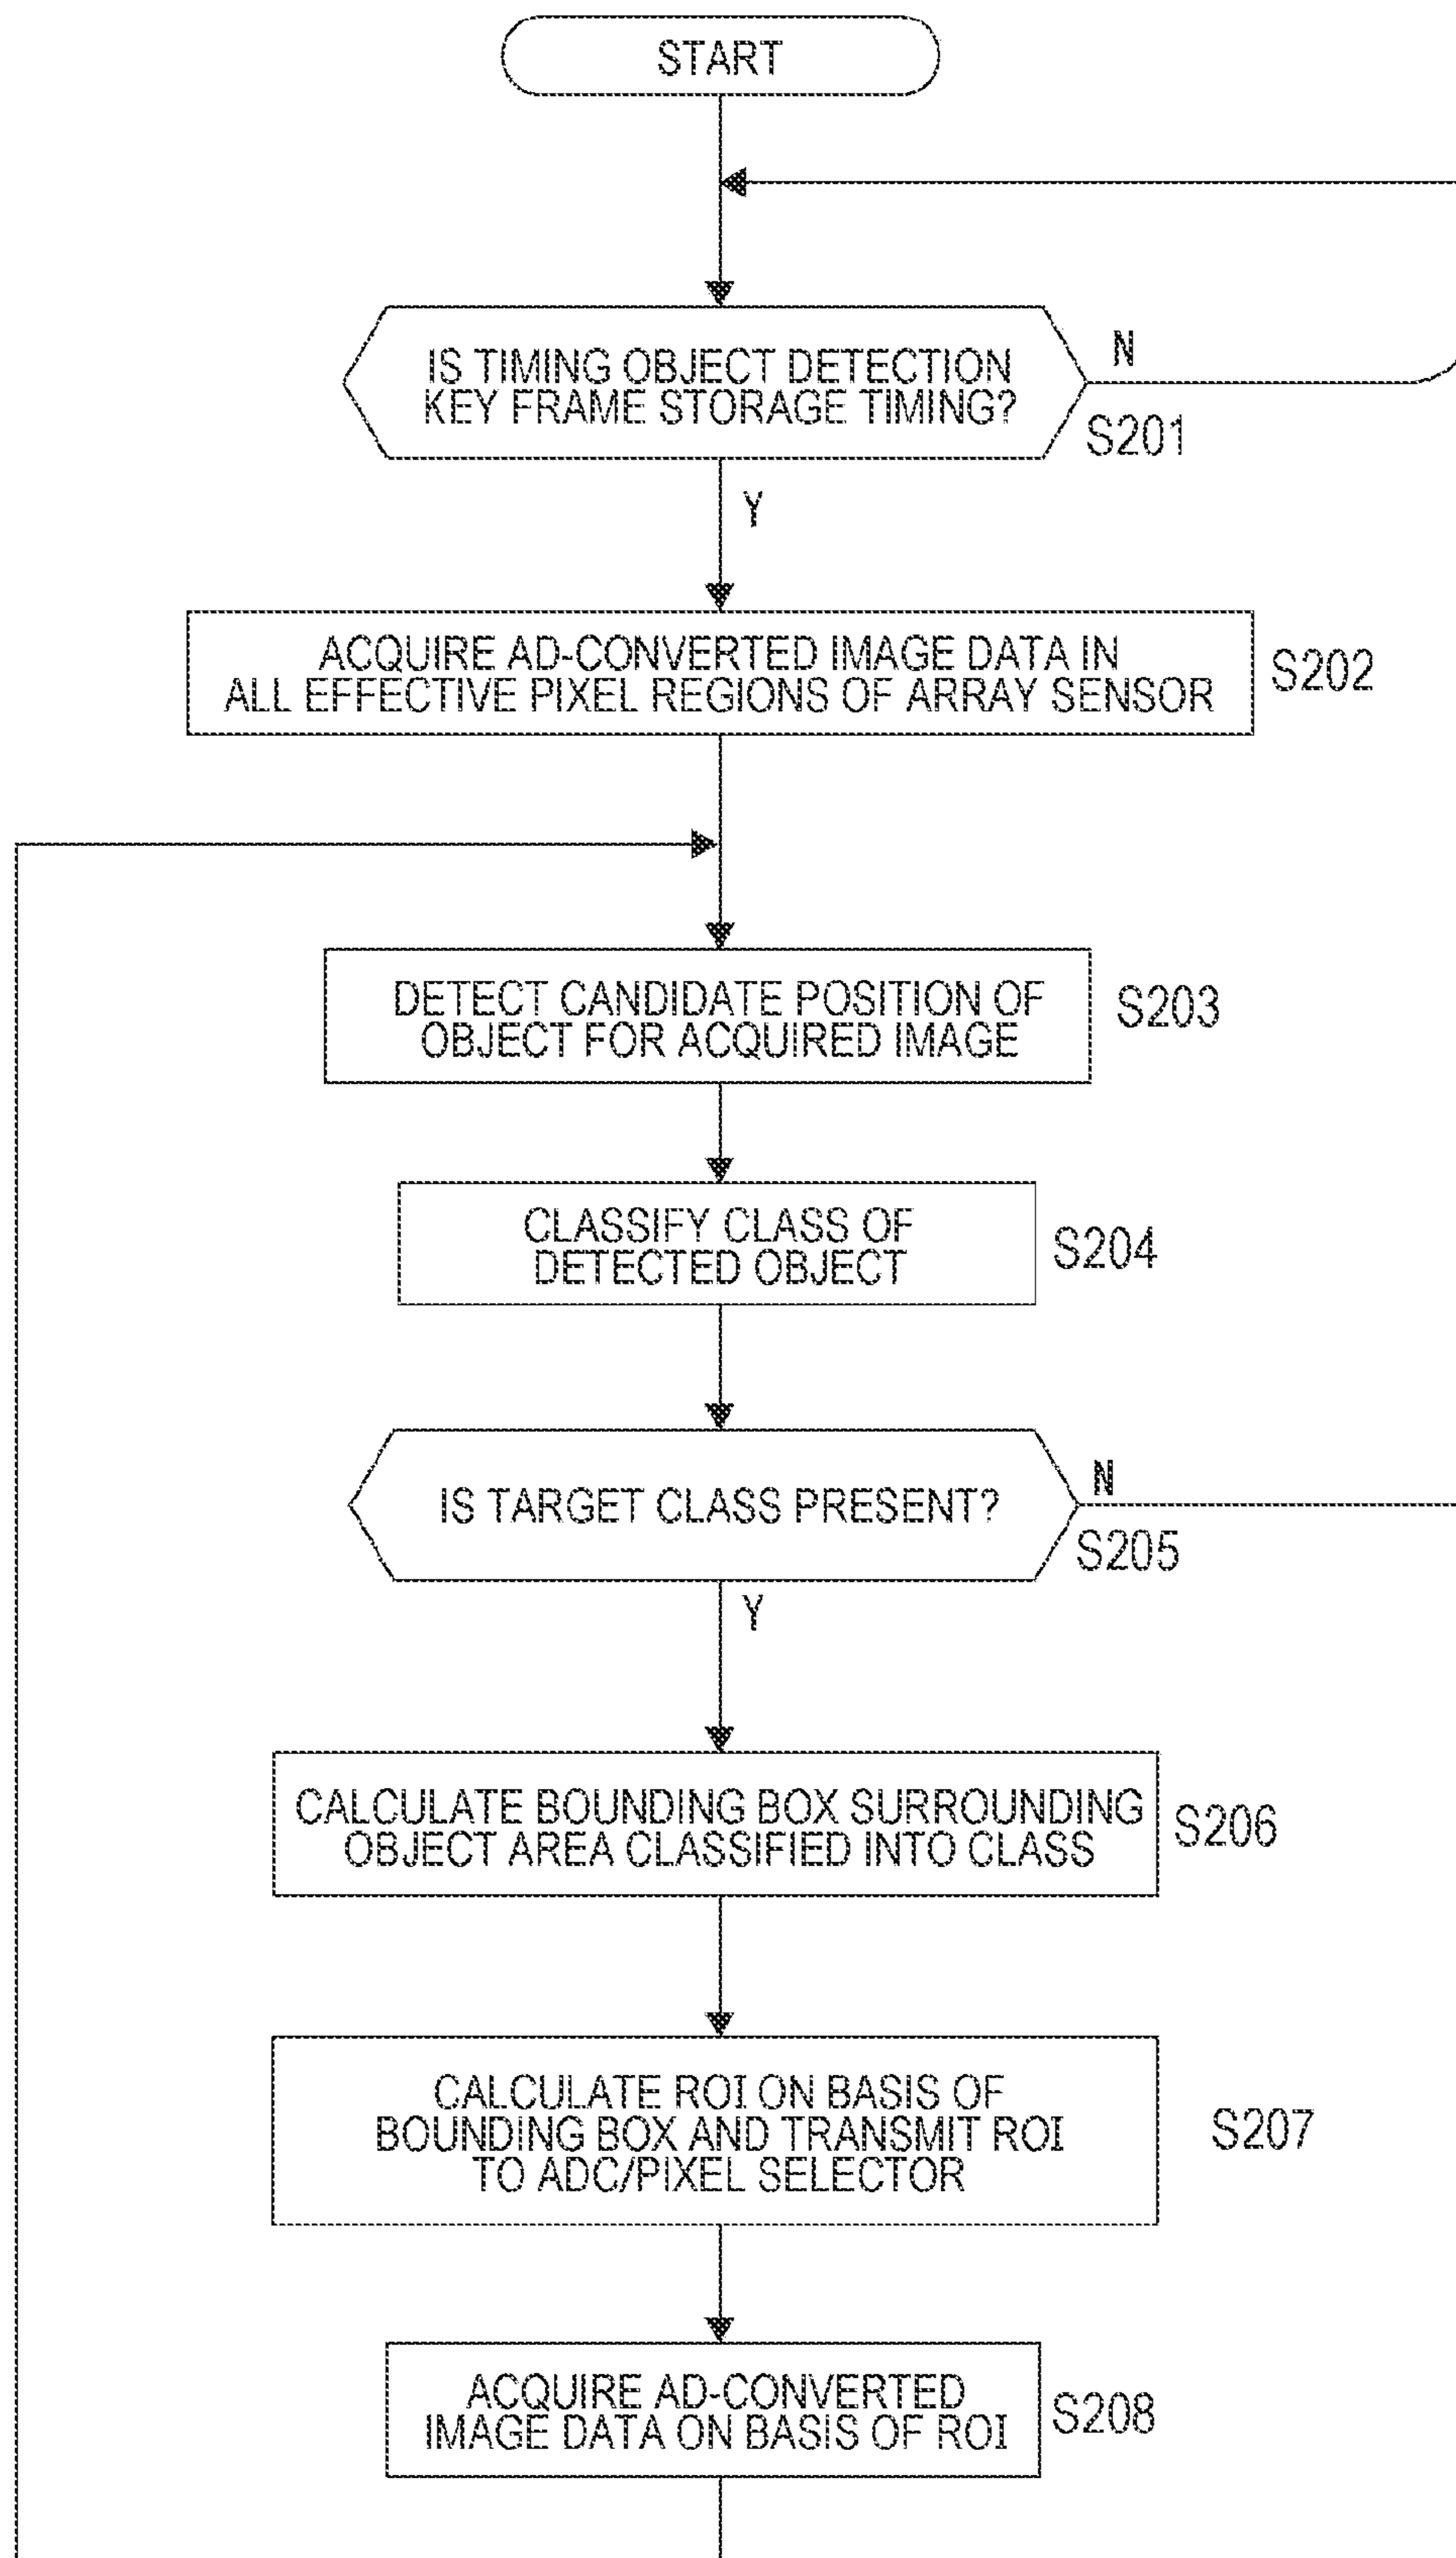 START
IS TIMING OBJECT DETECTION
KEY FRAME STORAGE TIMING?
N
S201
Y
ACQUIRE AD-CONVERTED IMAGE DATA IN
ALL EFFECTIVE PIXEL REGIONS OF ARRAY SENSOR
S202
DETECT CANDIDATE POSITION OF
OBJECT FOR ACQUIRED IMAGE
S203
CLASSIFY CLASS OF
DETECTED OBJECT
S204
IS TARGET CLASS PRESENT?
N
S205
Y
CALCULATE BOUNDING BOX SURROUNDING
OBJECT AREA CLASSIFIED INTO CLASS
S206
CALCULATE ROI ON BASIS OF
BOUNDING BOX AND TRANSMIT ROI
TO ADC/PIXEL SELECTOR
S207
ACQUIRE AD-CONVERTED
IMAGE DATA ON BASIS OF ROI
S208